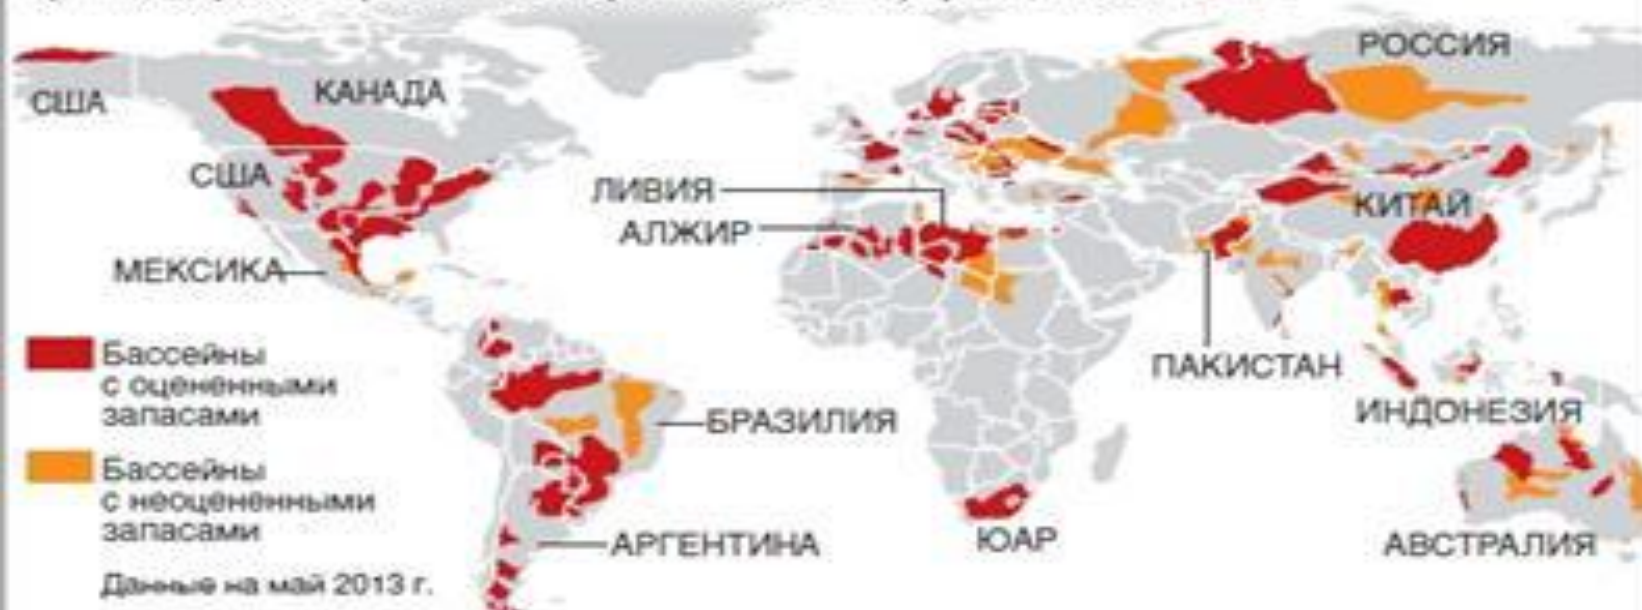 РОССИЯ
США
КАНАДА
США
ЛИВИЯ
КИТАЙ
АЛЖИР
МЕКСИКА
Бассейны
с оцененными
запасами
ПАКИСТАН
БРАЗИЛИЯ
ИНДОНЕЗИЯ
Бассейны
с неоцененными
запасами
АРГЕНТИНА
ЮАР
АВСТРАЛИЯ
Данные на май 2013 г.